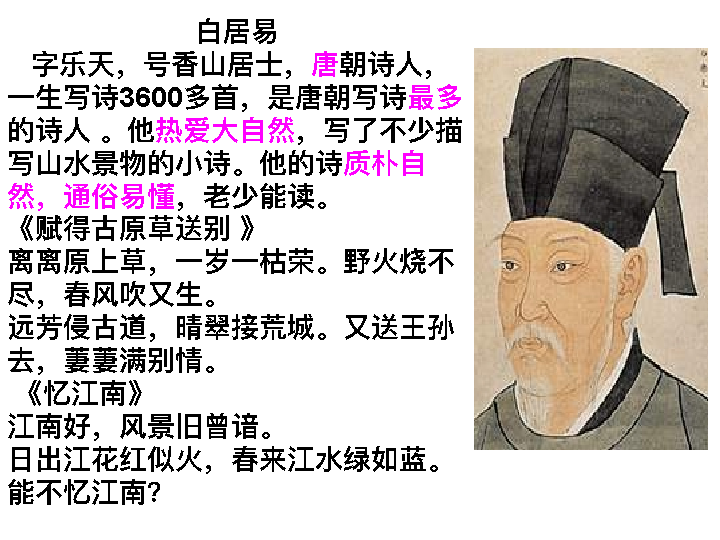 白居易
字乐天，号香山居士，唐朝诗人，
一生写诗3600多首，是唐朝写诗最多
的诗人 。他热爱大自然，写了不少描
写山水景物的小诗。他的诗质朴自
然，通俗易懂，老少能读。
《赋得古原草送别 》
离离原上草，一岁一枯荣。野火烧不
尽，春风吹又生。
远芳侵古道，晴翠接荒城。又送王孙
去，萋萋满别情。
《忆江南》
江南好，风景旧曾谙。
日出江花红似火，春来江水绿如蓝。
能不忆江南?